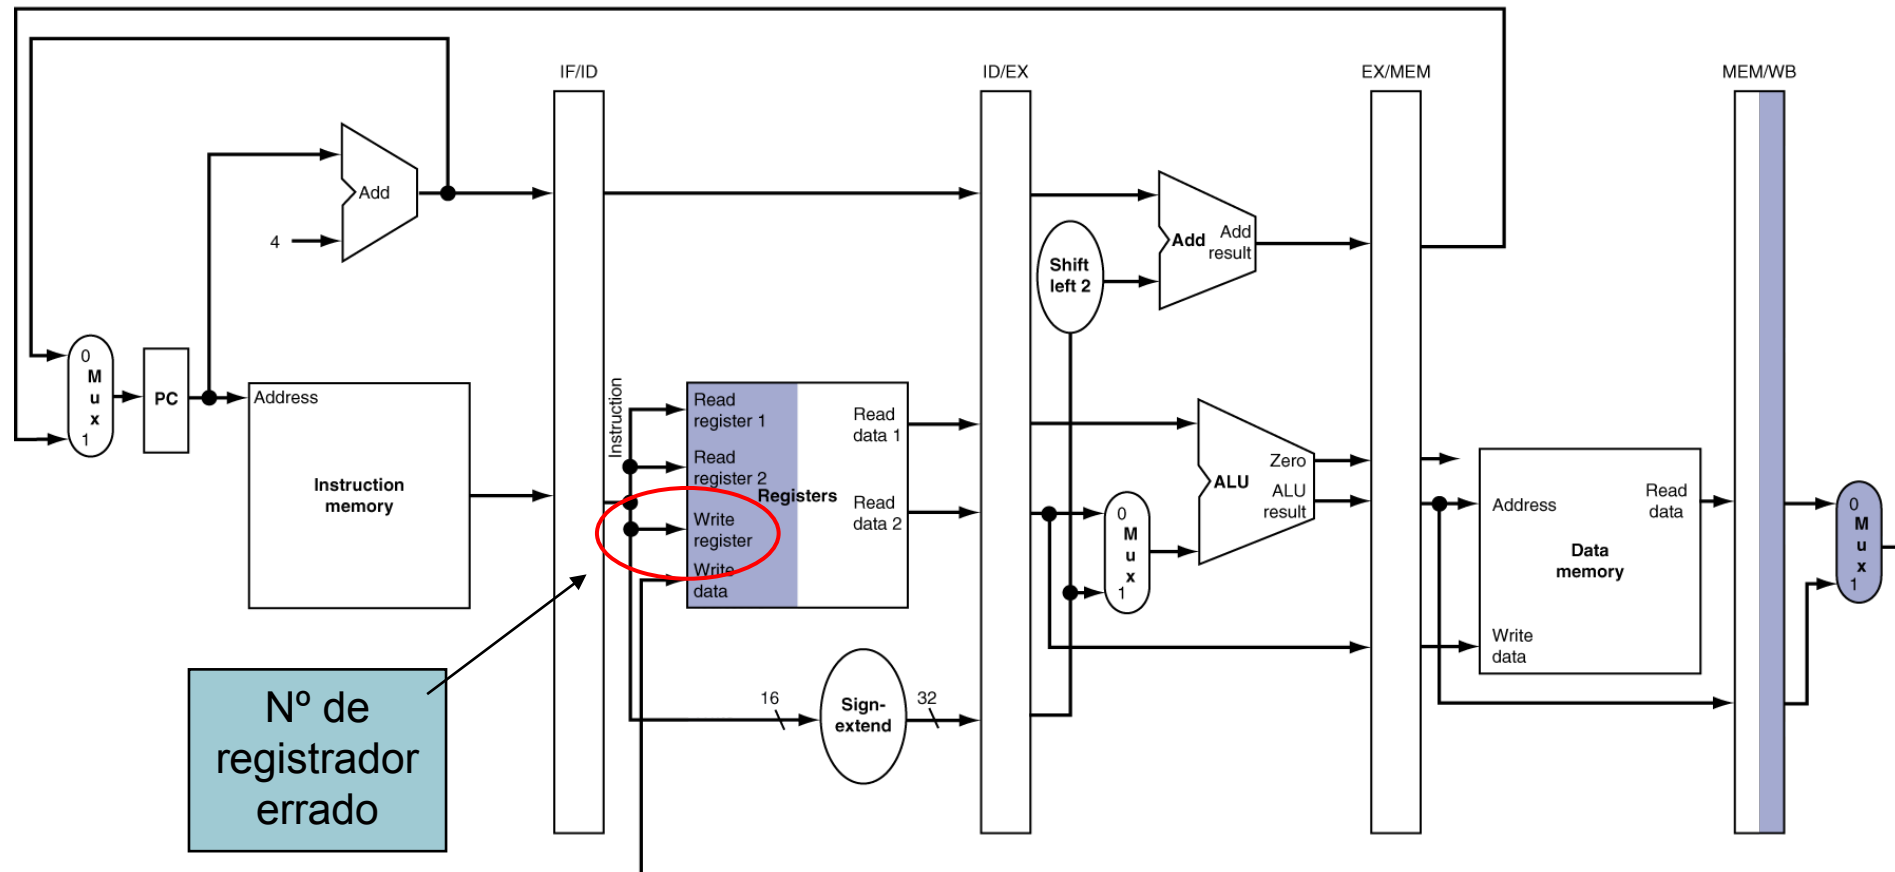 IF/ID
ID/EX
EX/MEM
MEM/WB
Add
4
Add
Add
result
Shift
left 2
0
M
u
x
1
PC
Address
Instruction
memory
Instruction
Read
register 1
Read
register 2
Registers
Write
register
Write
data
Read
data 1
Read
data 2
0
M
u
x
1
Zero
ALU
ALU
result
Address
Read
data
Data
memory
Write
data
0
M
u
x
1
16
Sign-
extend
32
Nº de
registrador
errado